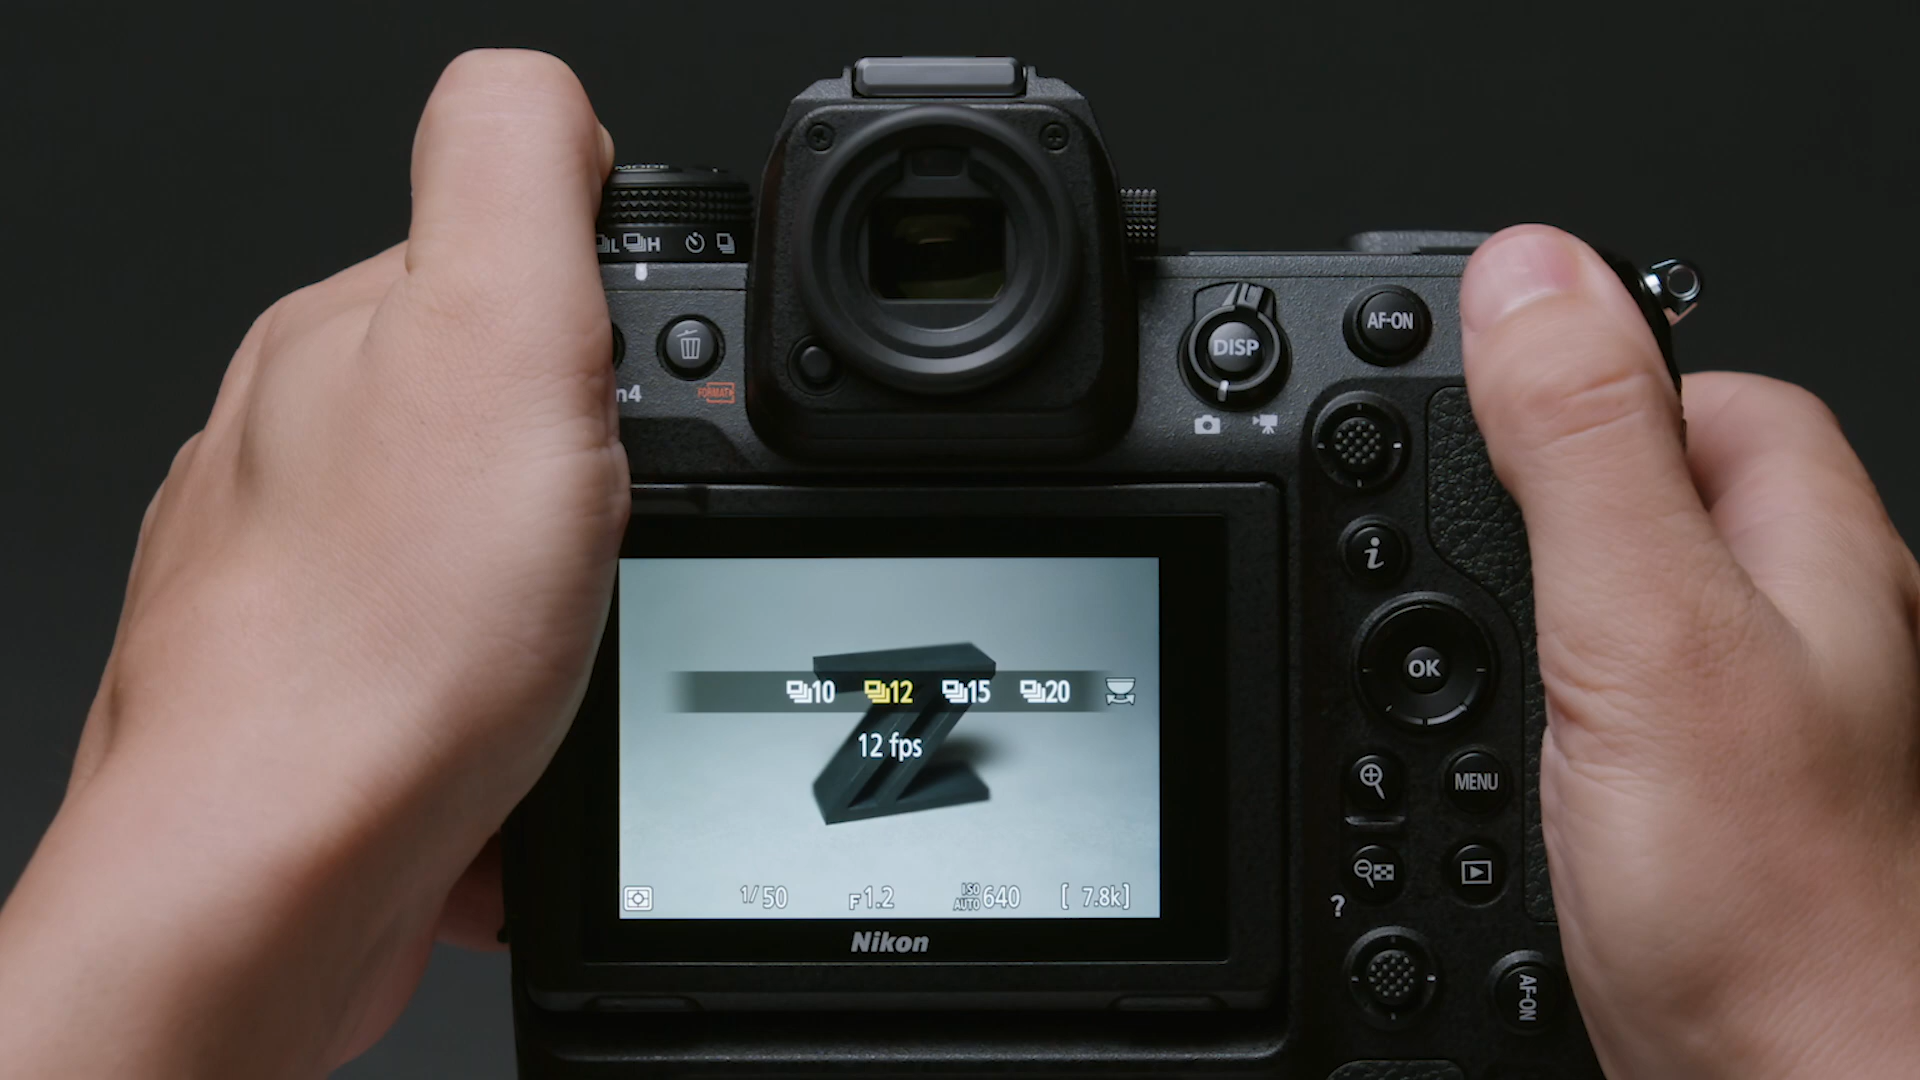 MODE
L H
n4
FORMAT
DISP
AF-ON
i
OK
MENU
10 12 15 20
12 fps
1/50 F1.2 ISO AUTO 640 [ 7.8k]
?
Nikon
AF-ON